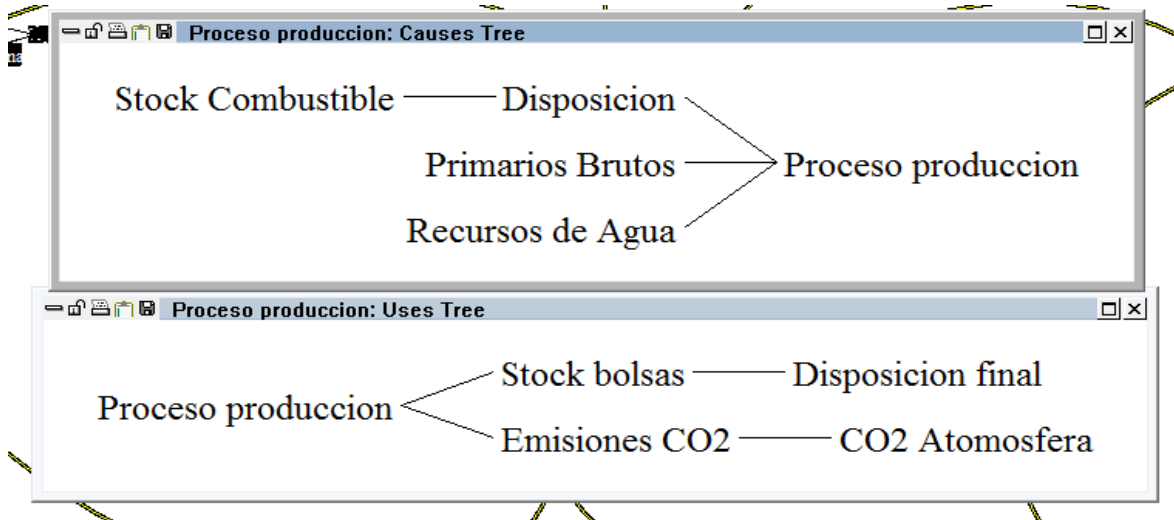 Proceso produccion: Causes Tree
Stock Combustible
Disposicion
Primarios Brutos
Proceso produccion
Recursos de Agua
Proceso produccion: Uses Tree
Stock bolsas
Disposicion final
Proceso produccion
Emisiones CO2
CO2 Atomosfera